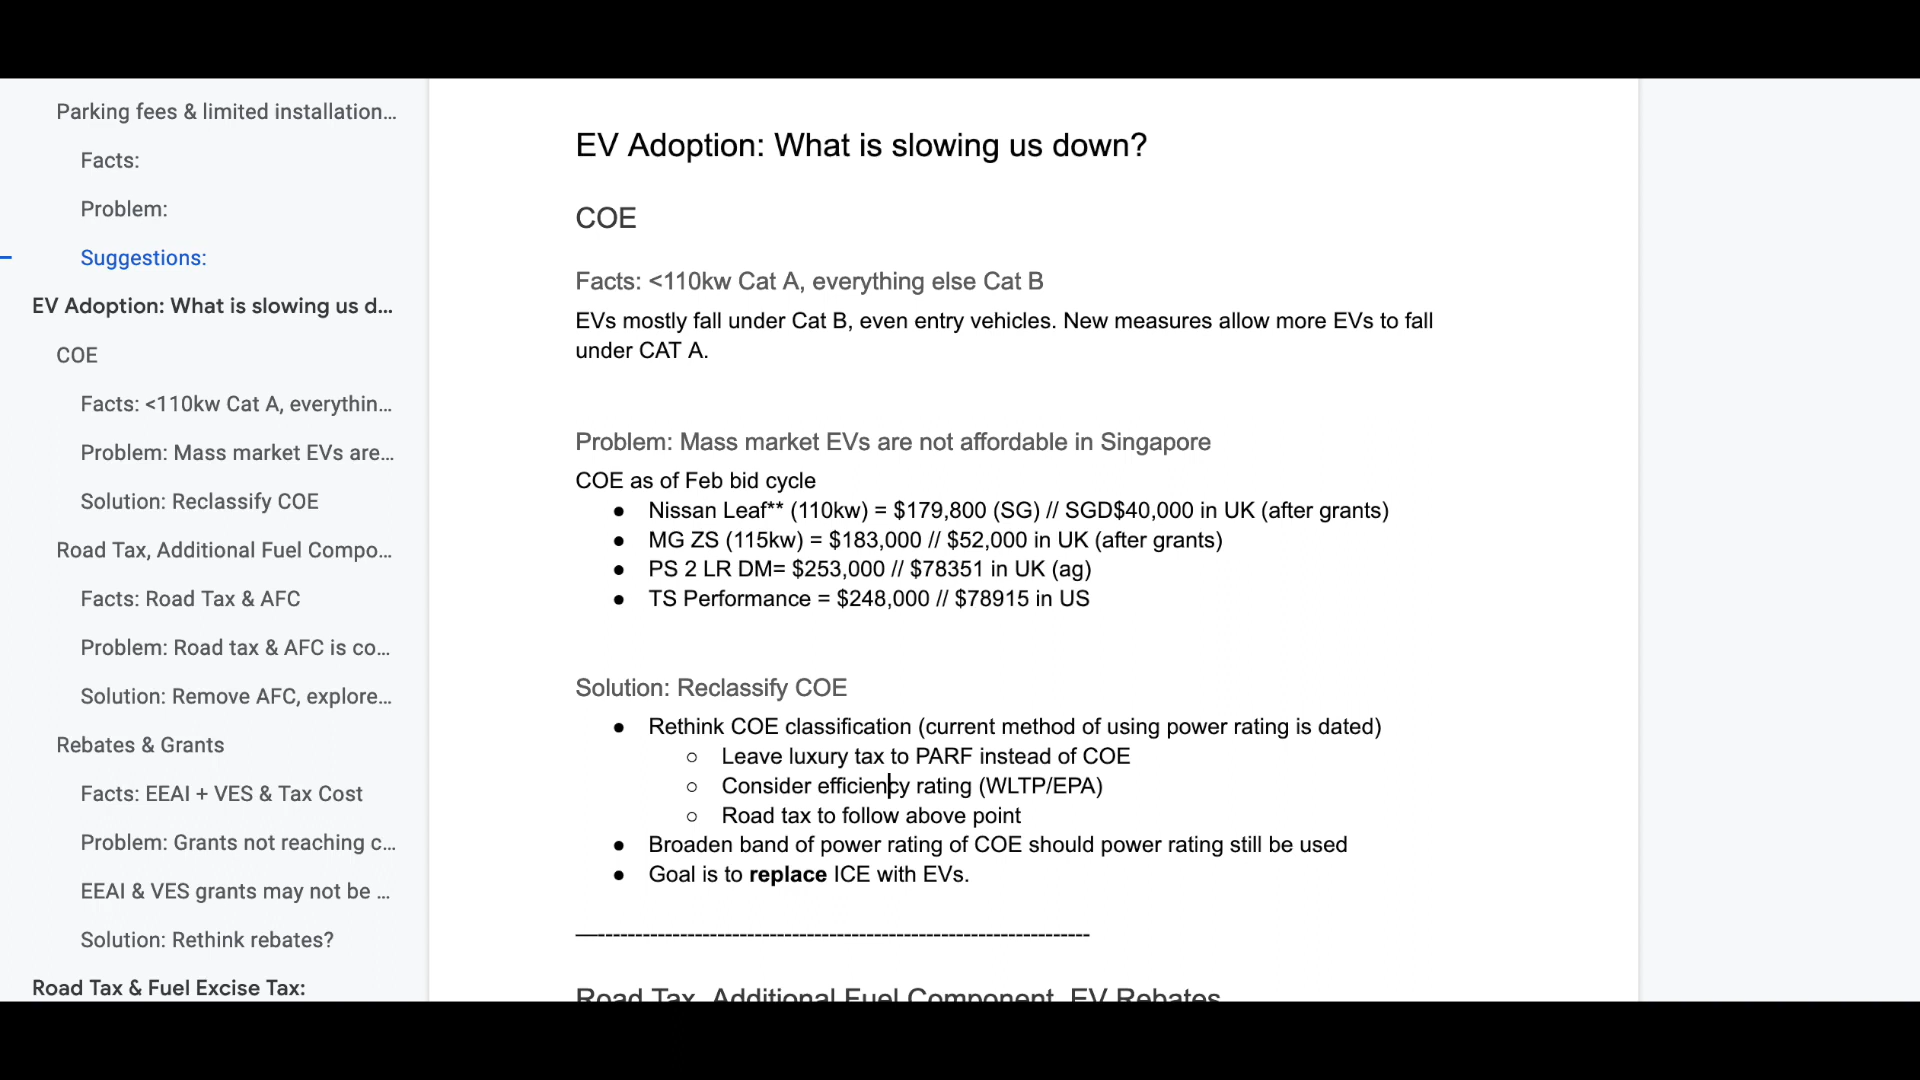 Parking fees & limited installation...
Facts:
Problem:
Suggestions:
EV Adoption: What is slowing us d...
COE
Facts: <110kw Cat A, everythin...
Problem: Mass market EVs are...
Solution: Reclassify COE
Road Tax, Additional Fuel Compo...
Facts: Road Tax & AFC
Problem: Road tax & AFC is co...
Solution: Remove AFC, explore...
Rebates & Grants
Facts: EEAI + VES & Tax Cost
Problem: Grants not reaching c...
EEAI & VES grants may not be ...
Solution: Rethink rebates?
Road Tax & Fuel Excise Tax:
EV Adoption: What is slowing us down?
COE
Facts: <110kw Cat A, everything else Cat B
EVs mostly fall under Cat B, even entry vehicles. New measures allow more EVs to fall
under CAT A.
Problem: Mass market EVs are not affordable in Singapore
COE as of Feb bid cycle
● Nissan Leaf** (110kw) = $179,800 (SG) // SGD$40,000 in UK (after grants)
● MG ZS (115kw) = $183,000 // $52,000 in UK (after grants)
● PS 2 LR DM= $253,000 // $78351 in UK (ag)
● TS Performance = $248,000 // $78915 in US
Solution: Reclassify COE
● Rethink COE classification (current method of using power rating is dated)
○ Leave luxury tax to PARF instead of COE
○ Consider efficiency rating (WLTP/EPA)
○ Road tax to follow above point
● Broaden band of power rating of COE should power rating still be used
● Goal is to replace ICE with EVs.
—--------------------------------------------------------------------
Road Tax, Additional Fuel Component, EV Rebates